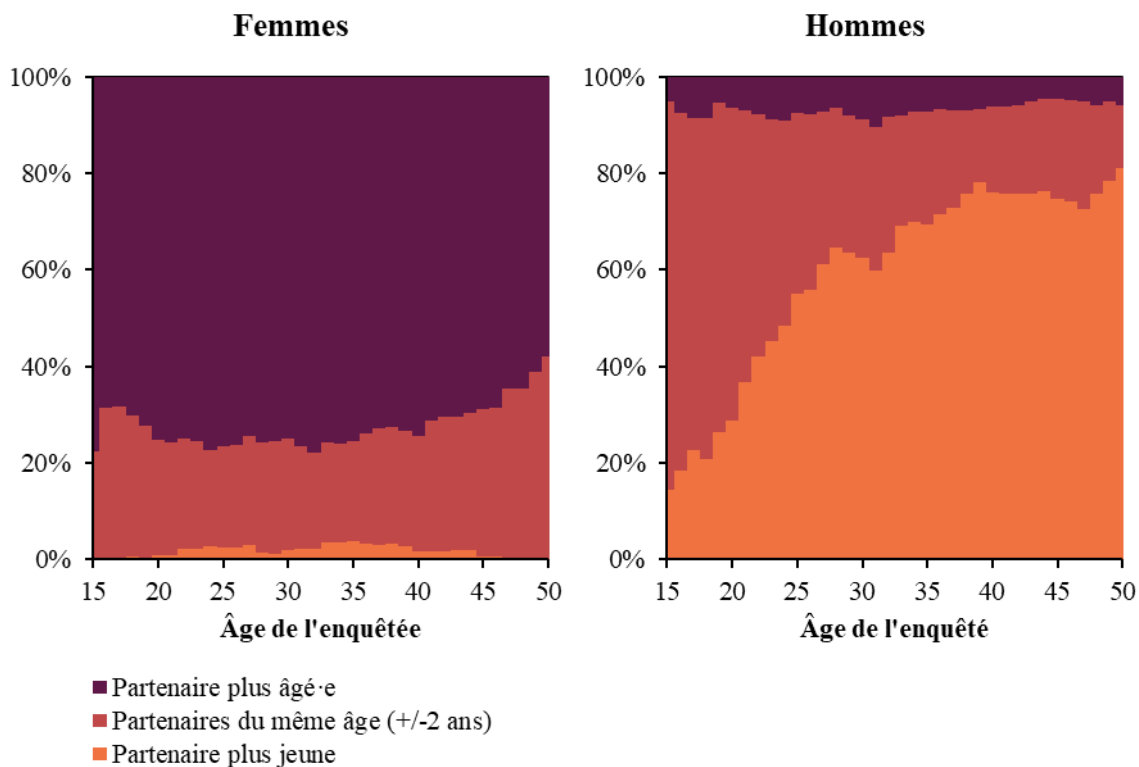 Femmes
Hommes
100%
80%
60%
40%
20%
0%
15 20 25 30 35 40 45 50
Âge de l'enquêtée
100%
80%
60%
40%
20%
0%
15 20 25 30 35 40 45 50
Âge de l'enquêté
Partenaire plus âgé·e
Partenaires du même âge (+/-2 ans)
Partenaire plus jeune